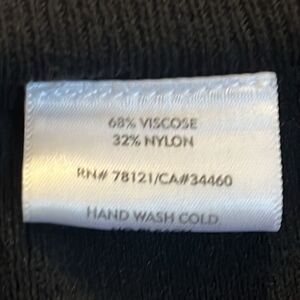 68% VISCOSE
32% NYLON
RN# 78121/CA#34460
HAND WASH COLD